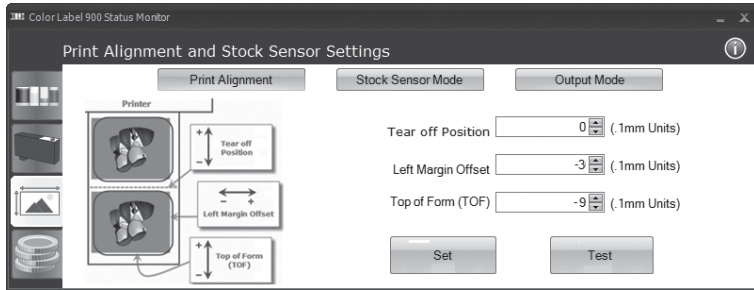 Color Label 900 Status Monitor
Print Alignment and Stock Sensor Settings
Print Alignment
Stock Sensor Mode
Output Mode
Printer
+
-
Tear off
Position
- +
Left Margin Offset
+
-
Top of Form
(TOF)
Tear off Position 0 (.1mm Units)
Left Margin Offset -3 (.1mm Units)
Top of Form (TOF) -9 (.1mm Units)
Set
Test